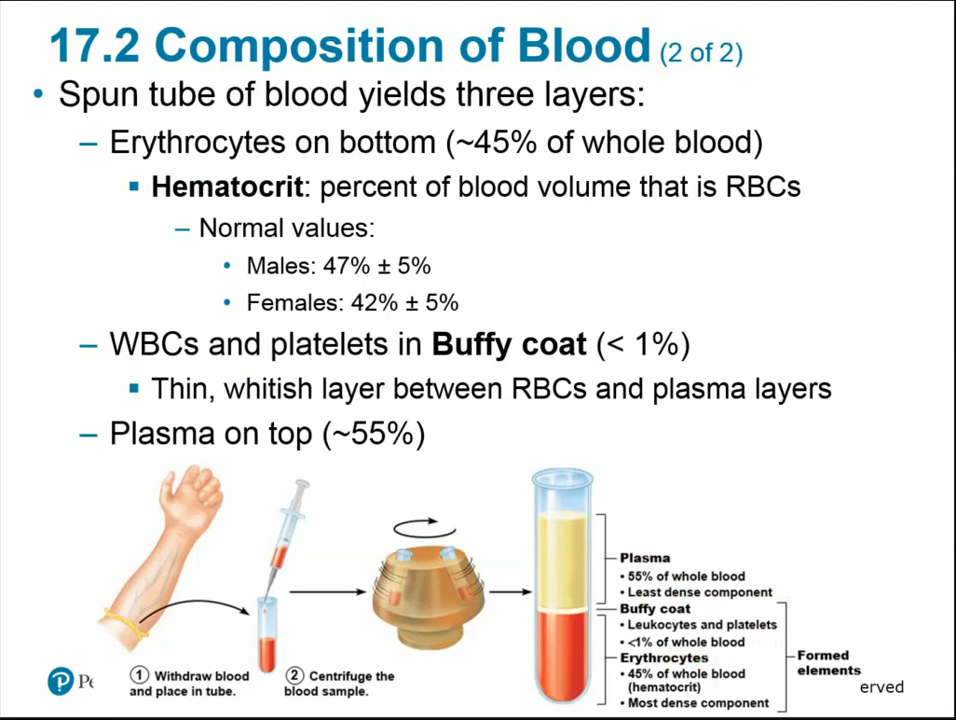 17.2 Composition of Blood (2 of 2)
• Spun tube of blood yields three layers:
– Erythrocytes on bottom (~45% of whole blood)
▪ Hematocrit: percent of blood volume that is RBCs
– Normal values:
• Males: 47% ± 5%
• Females: 42% ± 5%
– WBCs and platelets in Buffy coat (< 1%)
▪ Thin, whitish layer between RBCs and plasma layers
– Plasma on top (~55%)
① Withdraw blood
and place in tube.
② Centrifuge the
blood sample.
Plasma
• 55% of whole blood
• Least dense component
Buffy coat
• Leukocytes and platelets
• <1% of whole blood
Erythrocytes
• 45% of whole blood
(hematocrit)
• Most dense component
Formed
elements
P
erved